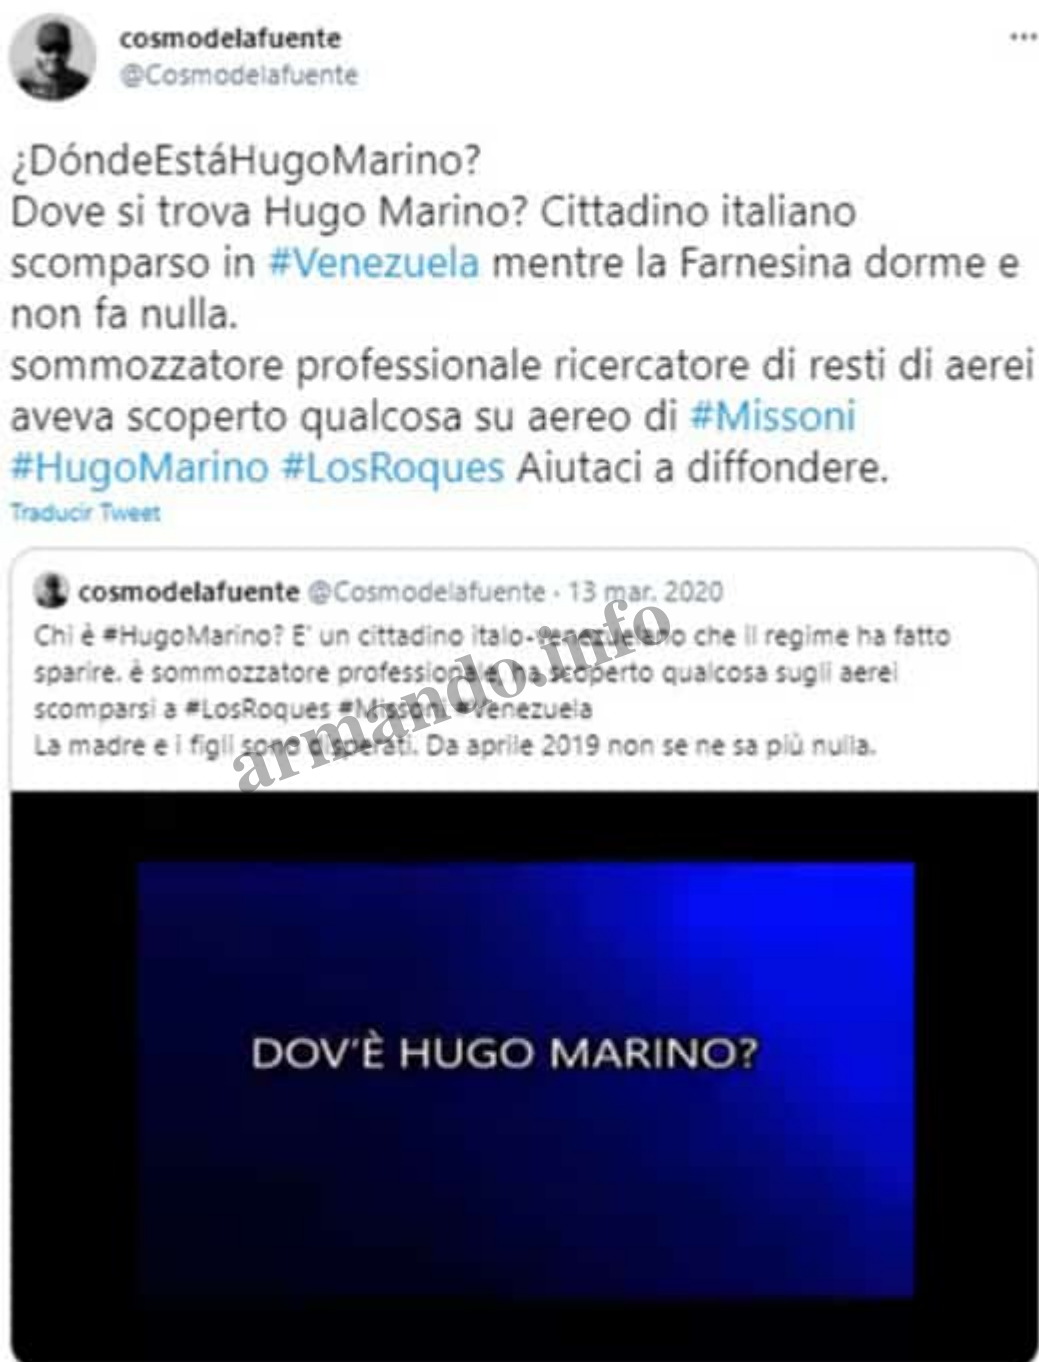 cosmodelafuente
@Cosmodelafuente
¿DóndeEstáHugoMarino?
Dove si trova Hugo Marino? Cittadino italiano
scomparso in #Venezuela mentre la Farnesina dorme e
non fa nulla.
sommozzatore professionale ricercatore di resti di aerei
aveva scoperto qualcosa su aereo di #Missoni
#HugoMarino #LosRoques Aiutaci a diffondere.
Traducir Tweet
cosmodelafuente @Cosmodelafuente · 13 mar. 2020
Chi è #HugoMarino? E' un cittadino italo-venezuelano che il regime ha fatto
sparire. è sommozzatore professionale, ha scoperto qualcosa sugli aerei
scomparsi a #LosRoques #Missoni #Venezuela
La madre e i figli sono disperati. Da aprile 2019 non se ne sa più nulla.
armando.info
DOV'È HUGO MARINO?